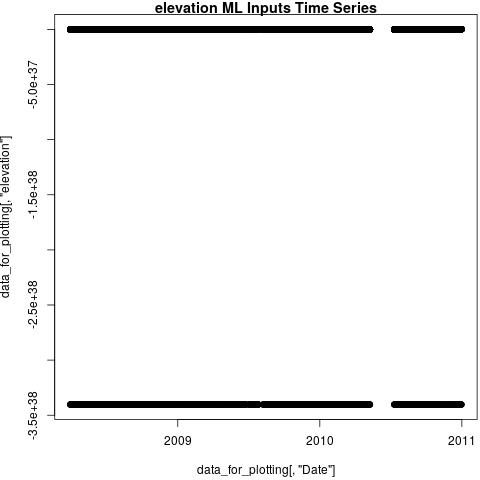 elevation ML Inputs Time Series
data_for_plotting[, "elevation"]
-5.0e+37
-1.5e+38
-2.5e+38
-3.5e+38
2009
2010
2011
data_for_plotting[, "Date"]